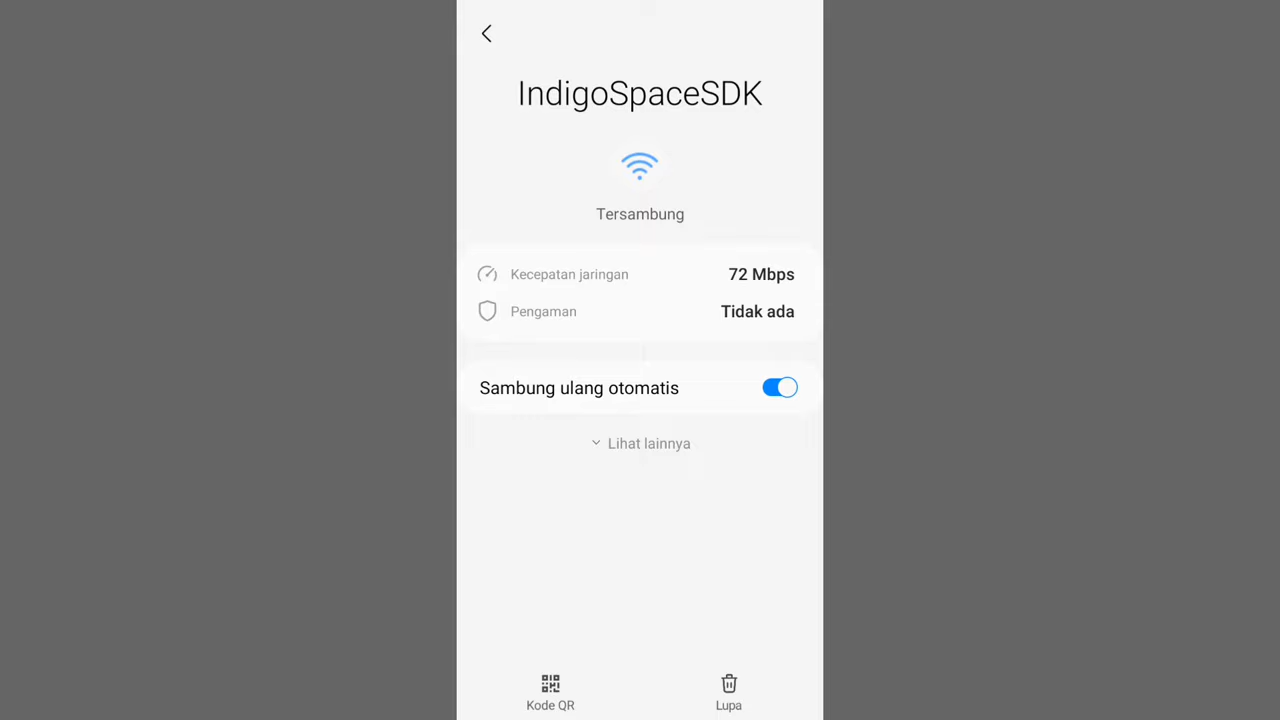 IndigoSpaceSDK
Tersambung
Kecepatan jaringan 72 Mbps
Pengaman Tidak ada
Sambung ulang otomatis
Lihat lainnya
Kode QR Lupa